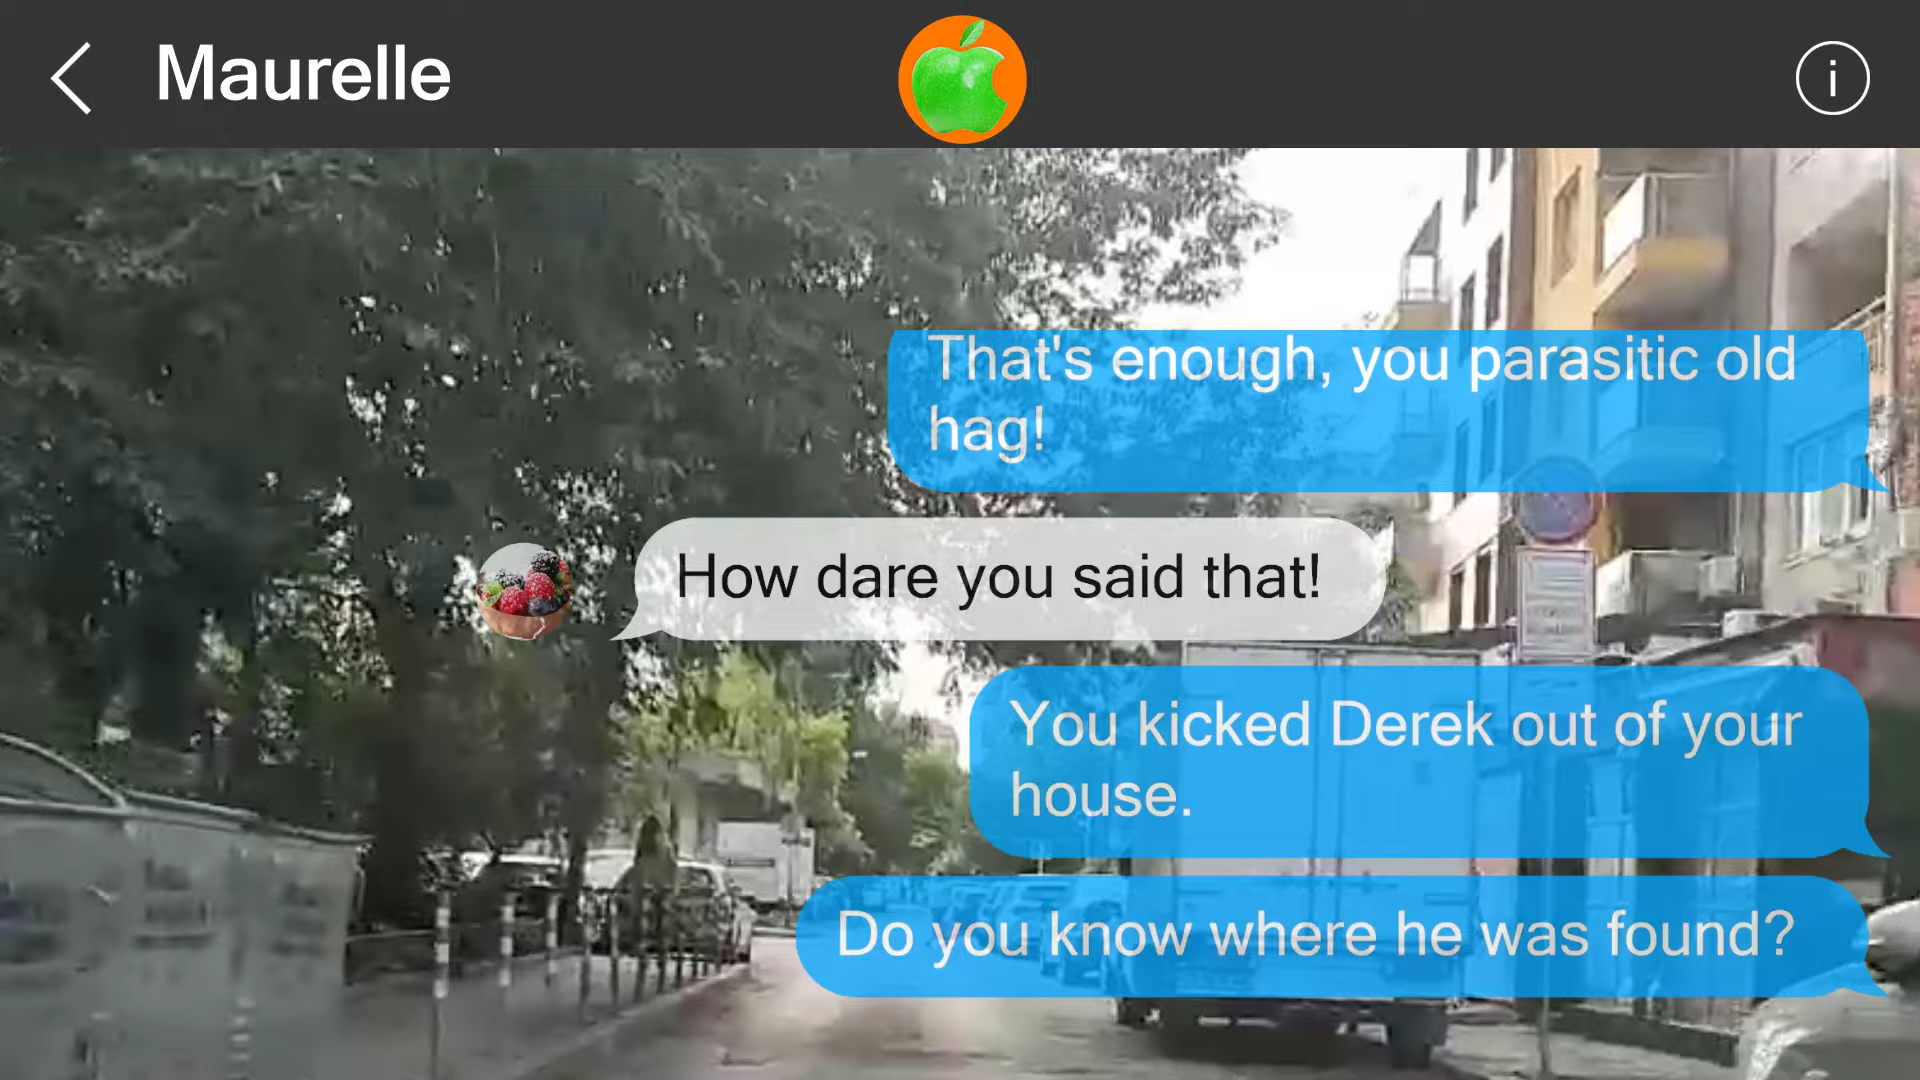 Maurelle
That's enough, you parasitic old
hag!
How dare you said that!
You kicked Derek out of your
house.
Do you know where he was found?